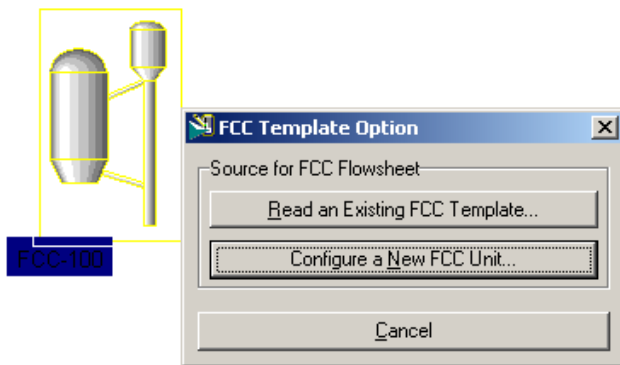 FCC Template Option
Source for FCC Flowsheet
Read an Existing FCC Template...
Configure a New FCC Unit...
FCC-100
Cancel